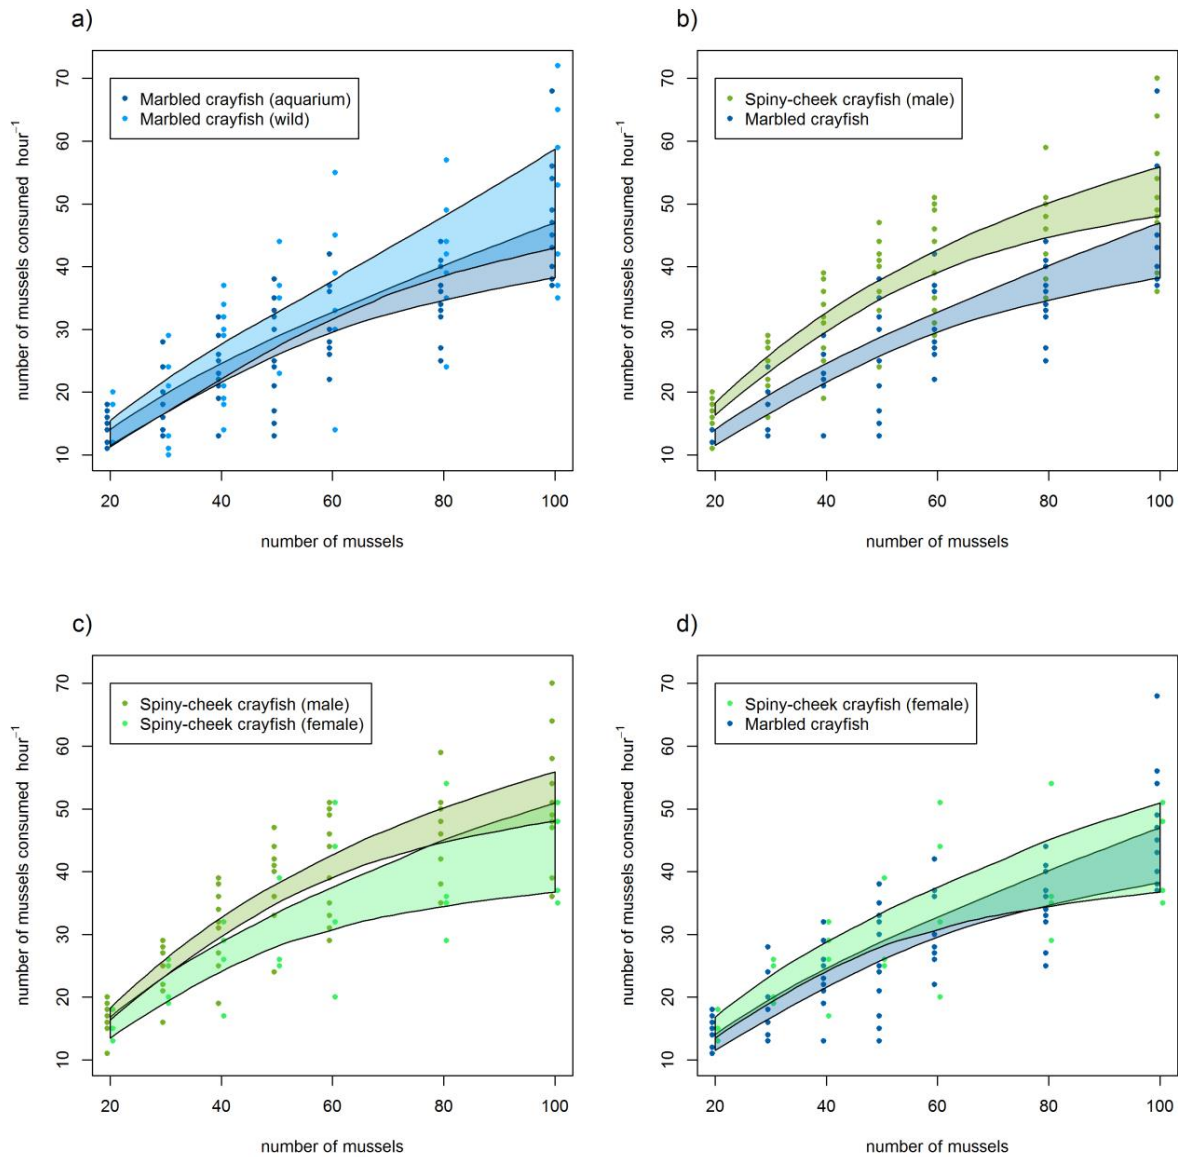 a)
number of mussels consumed hour⁻¹
70
60
50
40
30
20
10
Marbled crayfish (aquarium)
Marbled crayfish (wild)
20 40 60 80 100
number of mussels
b)
number of mussels consumed hour⁻¹
70
60
50
40
30
20
10
Spiny-cheek crayfish (male)
Marbled crayfish
20 40 60 80 100
number of mussels
c)
number of mussels consumed hour⁻¹
70
60
50
40
30
20
10
Spiny-cheek crayfish (male)
Spiny-cheek crayfish (female)
20 40 60 80 100
number of mussels
d)
number of mussels consumed hour⁻¹
70
60
50
40
30
20
10
Spiny-cheek crayfish (female)
Marbled crayfish
20 40 60 80 100
number of mussels